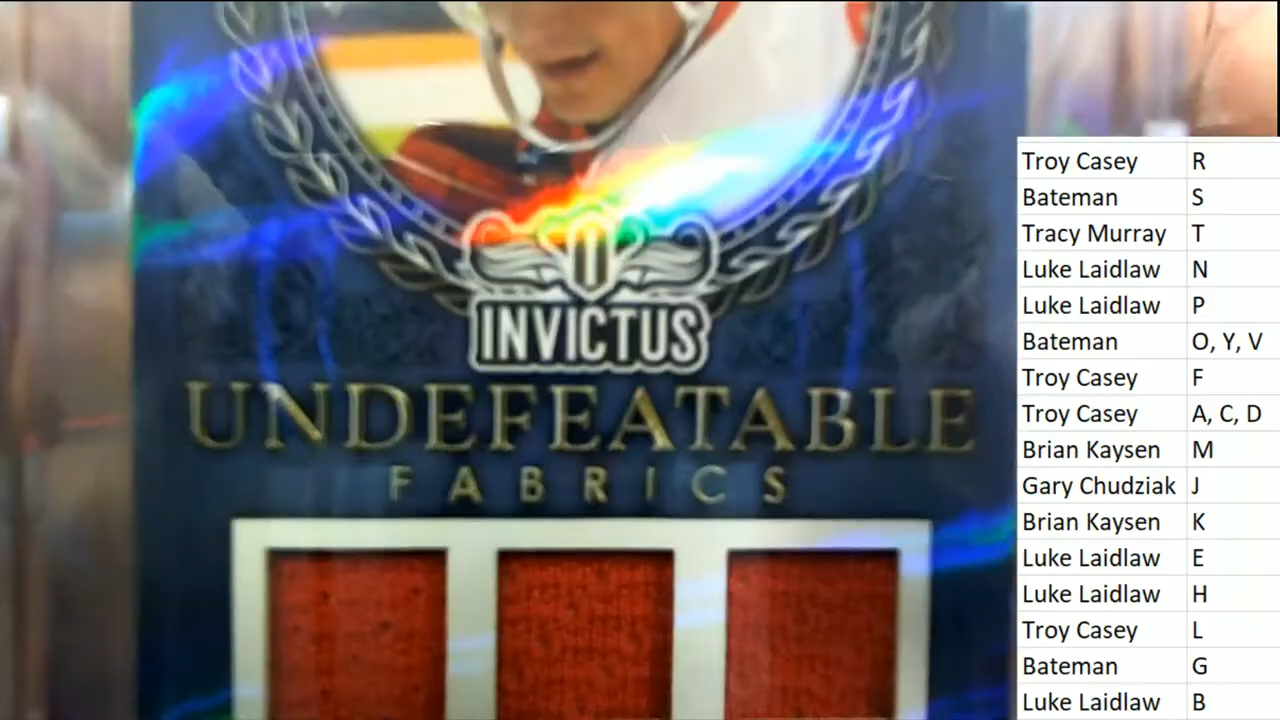 INVICTUS
UNDEFEATABLE
FABRICS
Troy Casey R
Bateman S
Tracy Murray T
Luke Laidlaw N
Luke Laidlaw P
Bateman O, Y, V
Troy Casey F
Troy Casey A, C, D
Brian Kaysen M
Gary Chudziak J
Brian Kaysen K
Luke Laidlaw E
Luke Laidlaw H
Troy Casey L
Bateman G
Luke Laidlaw B